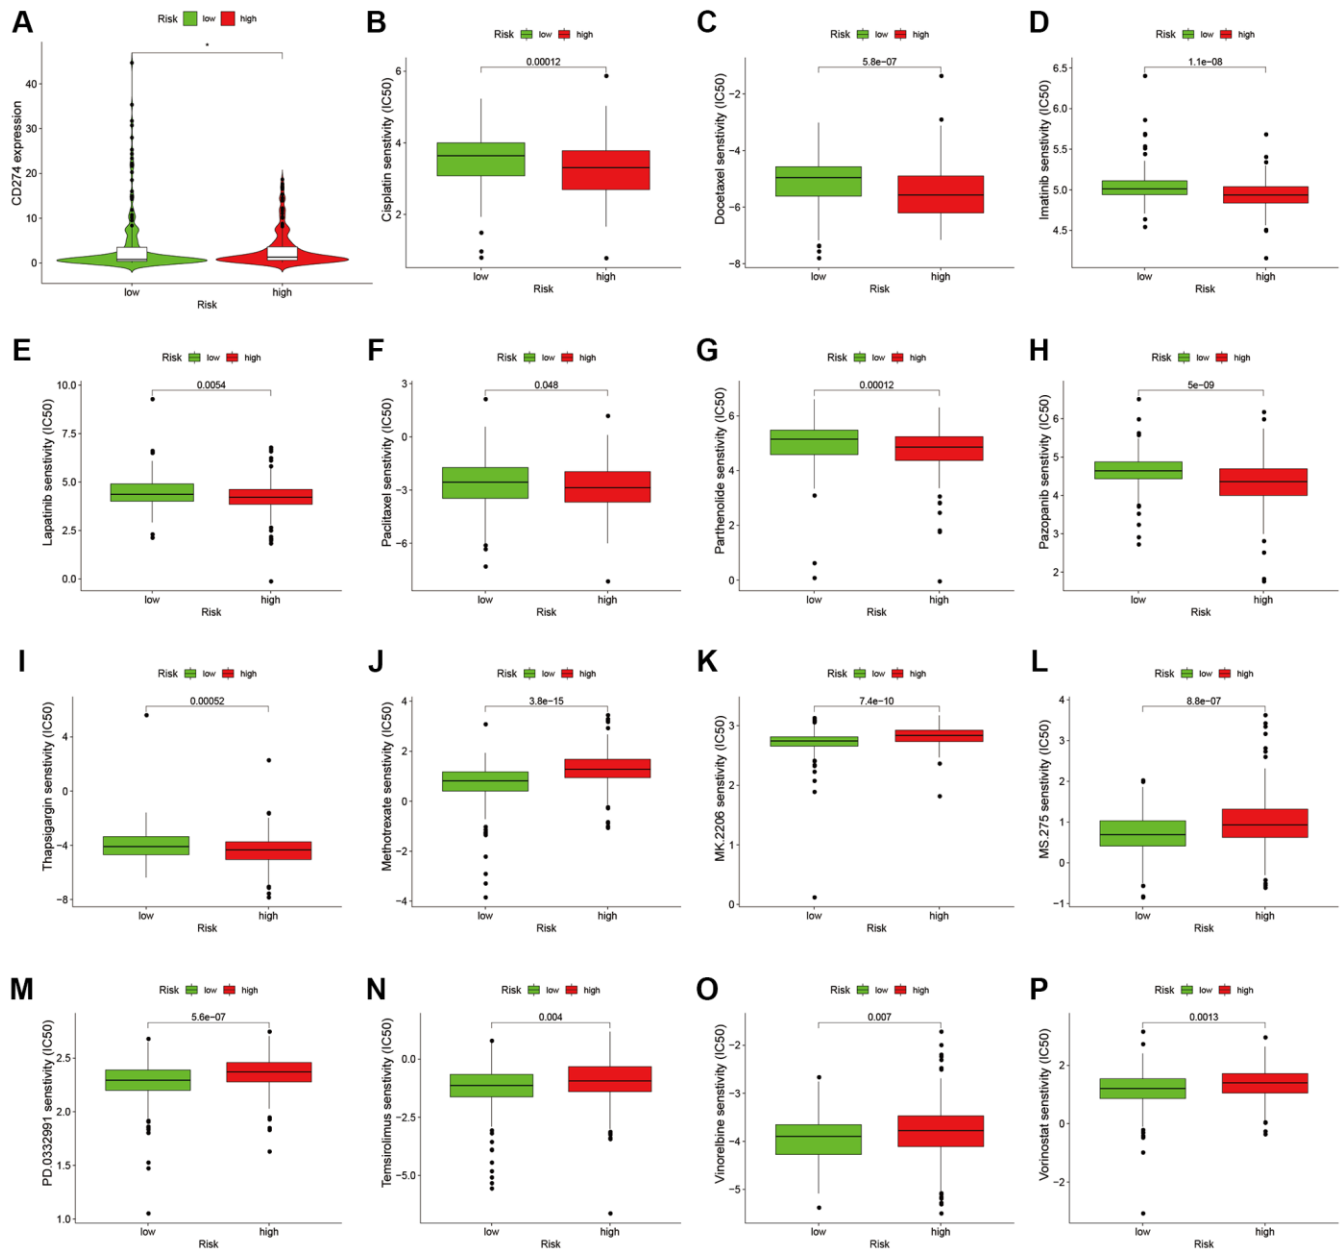 A
Risk low high
*
CD274 expression
40
30
20
10
0
low high
Risk
B
Risk low high
0.00012
Cisplatin senstivity (IC50)
6
4
2
low high
Risk
C
Risk low high
5.8e-07
Docetaxel senstivity (IC50)
−2
−4
−6
−8
low high
Risk
D
Risk low high
1.1e-08
Imatinib senstivity (IC50)
6.5
6.0
5.5
5.0
4.5
low high
Risk
E
Risk low high
0.0054
Lapatinib senstivity (IC50)
10.0
7.5
5.0
2.5
0.0
low high
Risk
F
Risk low high
0.048
Paclitaxel senstivity (IC50)
3
0
−3
−6
low high
Risk
G
Risk low high
0.00012
Parthenolide senstivity (IC50)
6
4
2
0
low high
Risk
H
Risk low high
5e-09
Pazopanib senstivity (IC50)
6
5
4
3
2
low high
Risk
I
Risk low high
0.00052
Thapsigargin senstivity (IC50)
4
0
−4
−8
low high
Risk
J
Risk low high
3.8e-15
Methotrexate senstivity (IC50)
4
2
0
−2
−4
low high
Risk
K
Risk low high
7.4e-10
MK.2206 senstivity (IC50)
3
2
1
0
low high
Risk
L
Risk low high
8.8e-07
MS.275 senstivity (IC50)
4
3
2
1
0
−1
low high
Risk
M
Risk low high
5.6e-07
PD.0332991 senstivity (IC50)
2.5
2.0
1.5
1.0
low high
Risk
N
Risk low high
0.004
Temsirolimus senstivity (IC50)
0.0
−2.5
−5.0
low high
Risk
O
Risk low high
0.007
Vinorelbine senstivity (IC50)
−2
−3
−4
−5
low high
Risk
P
Risk low high
0.0013
Vorinostat senstivity (IC50)
2
0
−2
low high
Risk